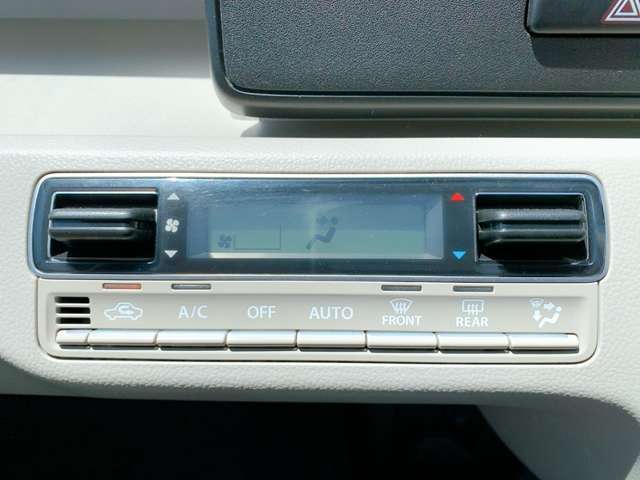 A/C OFF AUTO FRONT REAR